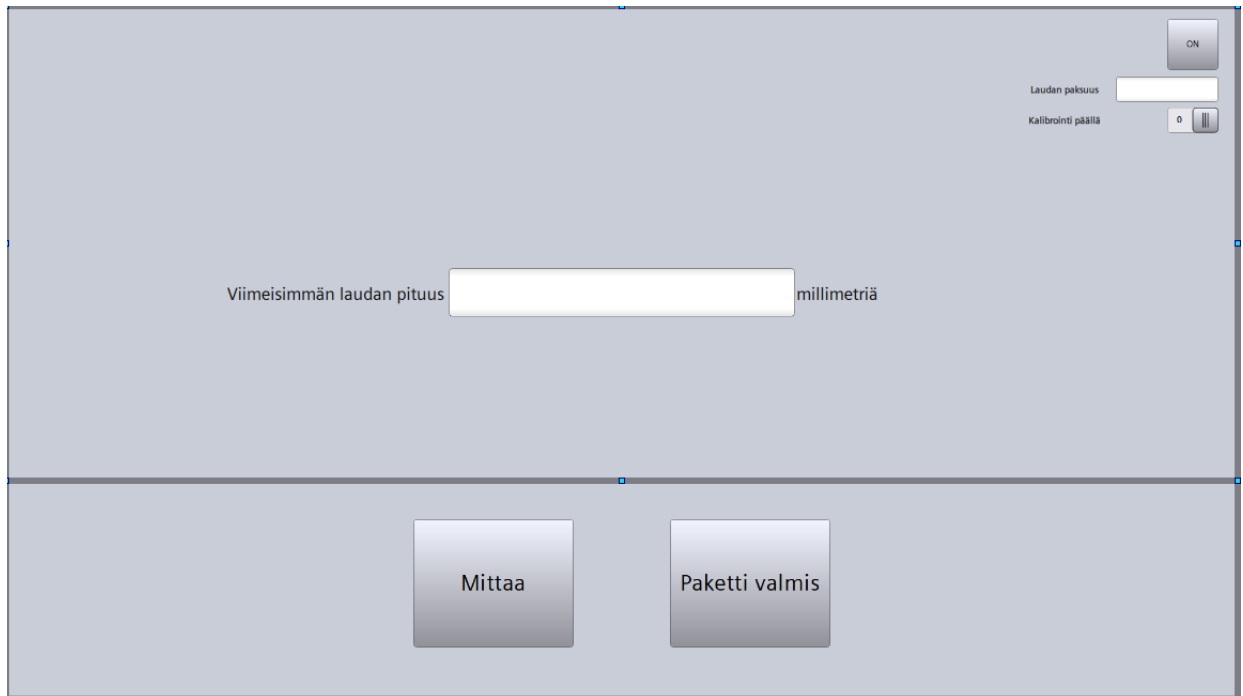 ON
Laudan paksuus
Kalibrointi päällä 0
Viimeisimmän laudan pituus millimetriä
Mittaa Paketti valmis